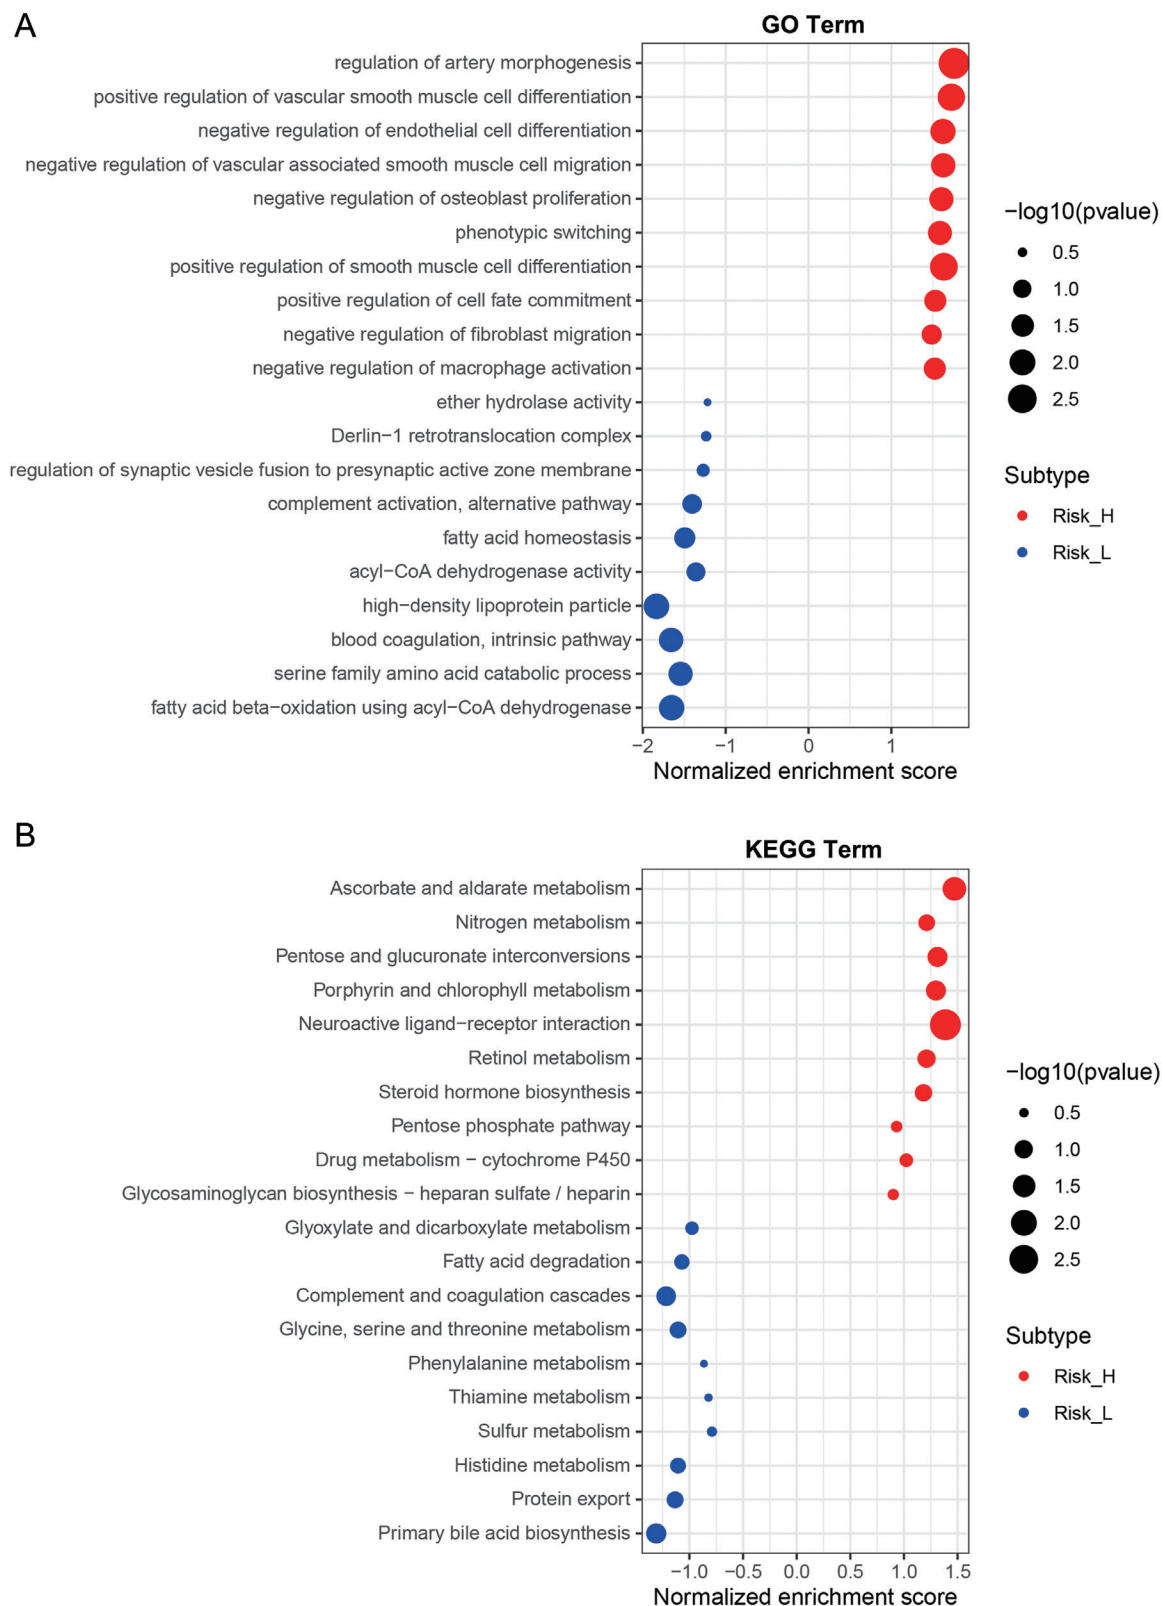 A
GO Term
regulation of artery morphogenesis
positive regulation of vascular smooth muscle cell differentiation
negative regulation of endothelial cell differentiation
negative regulation of vascular associated smooth muscle cell migration
negative regulation of osteoblast proliferation
phenotypic switching
positive regulation of smooth muscle cell differentiation
positive regulation of cell fate commitment
negative regulation of fibroblast migration
negative regulation of macrophage activation
ether hydrolase activity
Derlin−1 retrotranslocation complex
regulation of synaptic vesicle fusion to presynaptic active zone membrane
complement activation, alternative pathway
fatty acid homeostasis
acyl−CoA dehydrogenase activity
high−density lipoprotein particle
blood coagulation, intrinsic pathway
serine family amino acid catabolic process
fatty acid beta−oxidation using acyl−CoA dehydrogenase
−2 −1 0 1
Normalized enrichment score
−log10(pvalue)
0.5
1.0
1.5
2.0
2.5
Subtype
Risk_H
Risk_L
B
KEGG Term
Ascorbate and aldarate metabolism
Nitrogen metabolism
Pentose and glucuronate interconversions
Porphyrin and chlorophyll metabolism
Neuroactive ligand−receptor interaction
Retinol metabolism
Steroid hormone biosynthesis
Pentose phosphate pathway
Drug metabolism − cytochrome P450
Glycosaminoglycan biosynthesis − heparan sulfate / heparin
Glyoxylate and dicarboxylate metabolism
Fatty acid degradation
Complement and coagulation cascades
Glycine, serine and threonine metabolism
Phenylalanine metabolism
Thiamine metabolism
Sulfur metabolism
Histidine metabolism
Protein export
Primary bile acid biosynthesis
−1.0 −0.5 0.0 0.5 1.0 1.5
Normalized enrichment score
−log10(pvalue)
0.5
1.0
1.5
2.0
2.5
Subtype
Risk_H
Risk_L